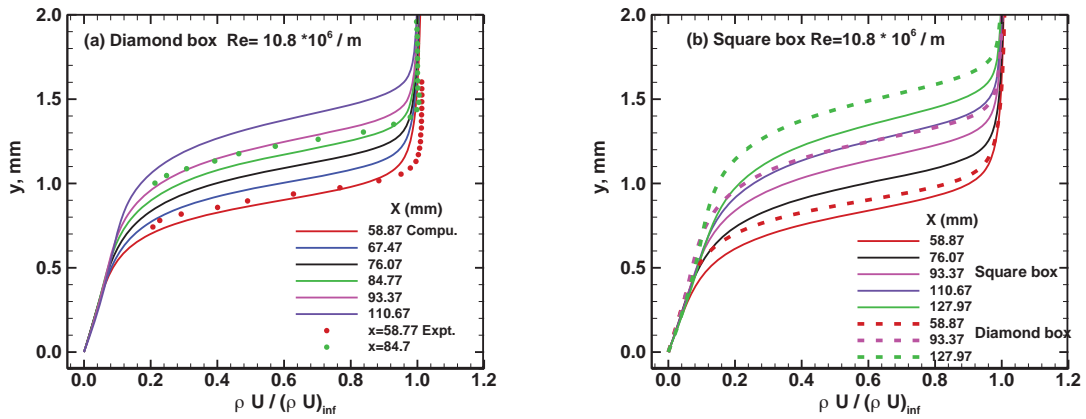 (a) Diamond box Re= 10.8 *10⁶ / m
y, mm
2.0
1.5
1.0
0.5
0.0
X (mm)
58.87 Compu.
67.47
76.07
84.77
93.37
110.67
x=58.77 Expt.
x=84.7
0.0 0.2 0.4 0.6 0.8 1.0 1.2
ρ U / (ρ U)inf
(b) Square box Re=10.8 * 10⁶ / m
y, mm
2.0
1.5
1.0
0.5
0.0
X (mm)
58.87
76.07
93.37 Square box
110.67
127.97
58.87
93.37 Diamond box
127.97
0.0 0.2 0.4 0.6 0.8 1.0 1.2
ρ U / (ρ U)inf